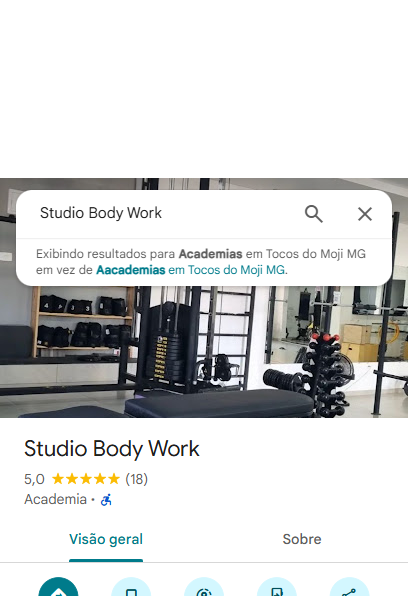 Studio Body Work
Exibindo resultados para Academias em Tocos do Moji MG
em vez de Aacademias em Tocos do Moji MG.
Studio Body Work
5,0 (18)
Academia ·
Visão geral
Sobre